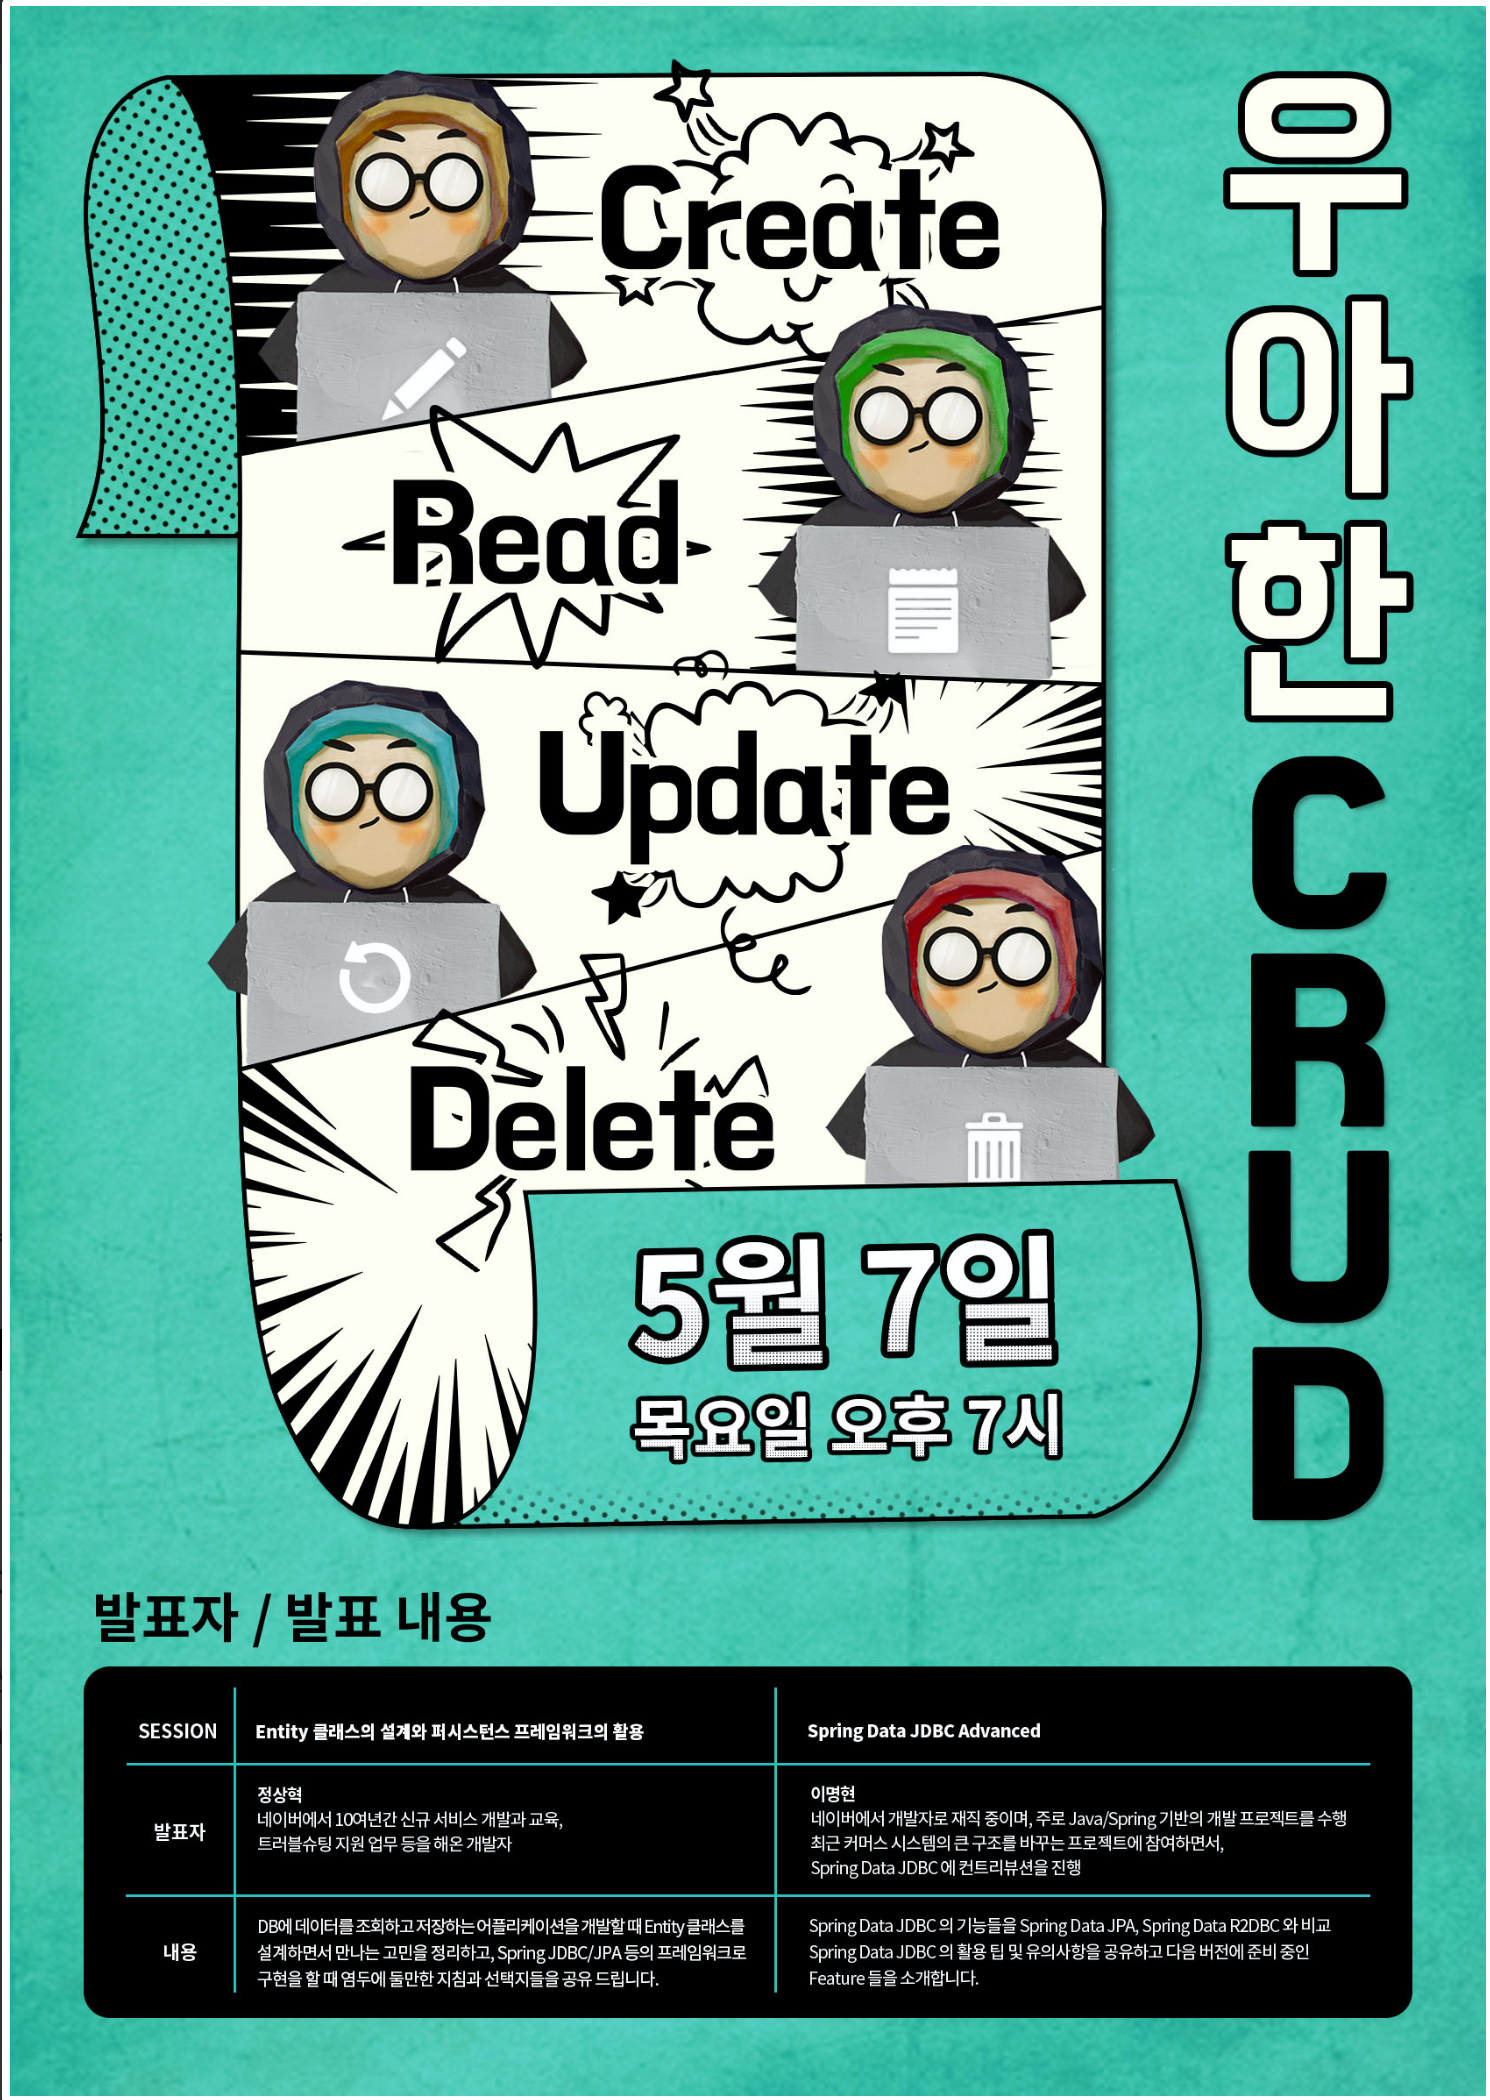 우아한 CRUD
Create
Read
Update
Delete
5월 7일
목요일 오후 7시
발표자 / 발표 내용
SESSION
Entity 클래스의 설계와 퍼시스턴스 프레임워크의 활용
Spring Data JDBC Advanced
발표자
정상혁
네이버에서 10여년간 신규 서비스 개발과 교육,
트러블슈팅 지원 업무 등을 해온 개발자
이명현
네이버에서 개발자로 재직 중이며, 주로 Java/Spring 기반의 개발 프로젝트를 수행
최근 커머스 시스템의 큰 구조를 바꾸는 프로젝트에 참여하면서,
Spring Data JDBC 에 컨트리뷰션을 진행
내용
DB에 데이터를 조회하고 저장하는 어플리케이션을 개발할 때 Entity 클래스를
설계하면서 만나는 고민을 정리하고, Spring JDBC/JPA 등의 프레임워크로
구현을 할 때 염두에 둘만한 지침과 선택지들을 공유 드립니다.
Spring Data JDBC 의 기능들을 Spring Data JPA, Spring Data R2DBC 와 비교
Spring Data JDBC 의 활용 팁 및 유의사항을 공유하고 다음 버전에 준비 중인
Feature 들을 소개합니다.